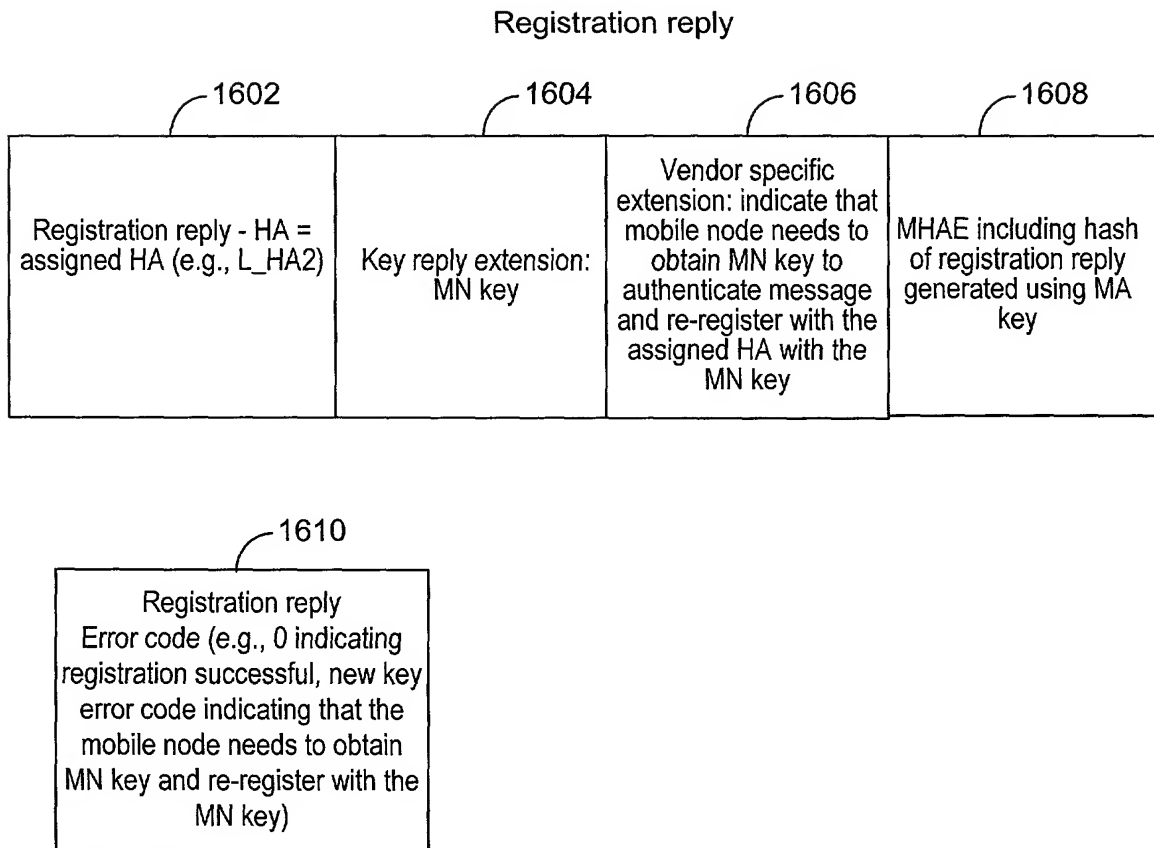 Registration reply
1602
1604
1606
1608
Registration reply - HA =
assigned HA (e.g., L_HA2)
Key reply extension:
MN key
Vendor specific
extension: indicate that
mobile node needs to
obtain MN key to
authenticate message
and re-register with the
assigned HA with the
MN key
MHAE including hash
of registration reply
generated using MA
key
1610
Registration reply
Error code (e.g., 0 indicating
registration successful, new key
error code indicating that the
mobile node needs to obtain
MN key and re-register with the
MN key)